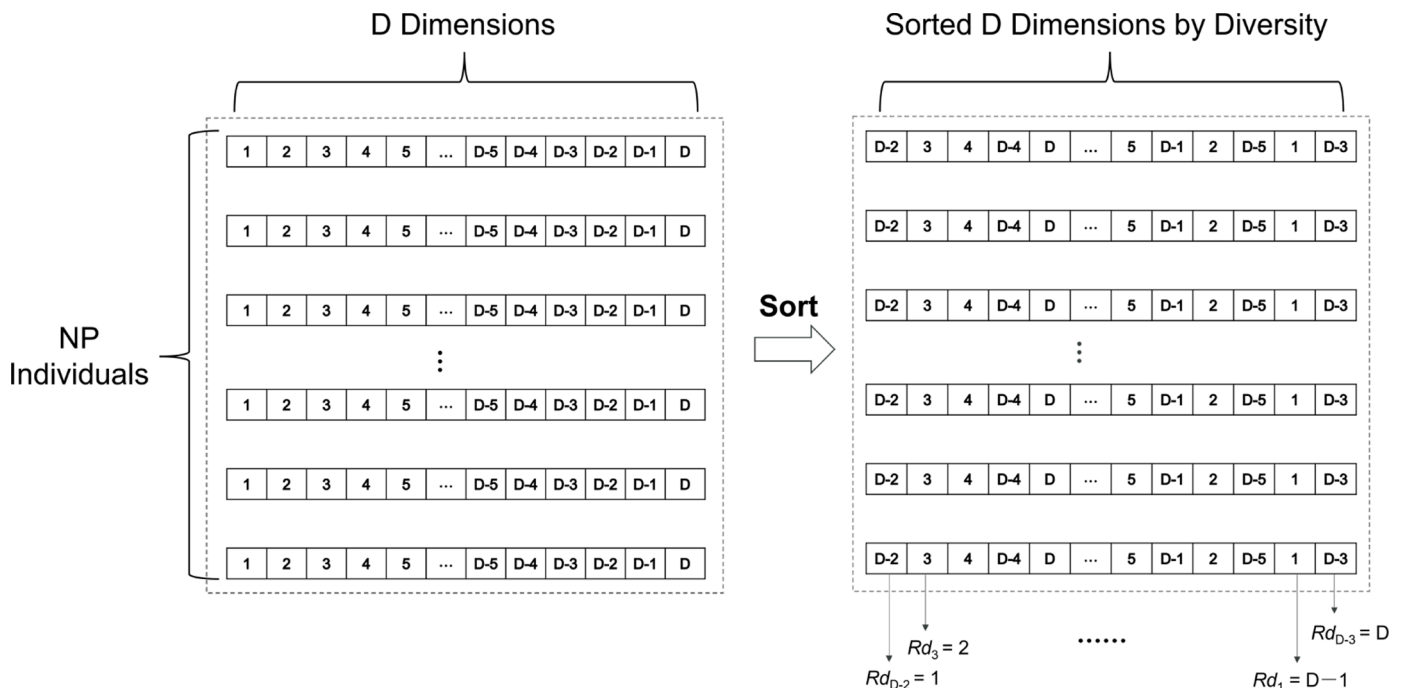 D Dimensions
Sorted D Dimensions by Diversity
1 2 3 4 5 ... D-5 D-4 D-3 D-2 D-1 D
D-2 3 4 D-4 D ... 5 D-1 2 D-5 1 D-3
1 2 3 4 5 ... D-5 D-4 D-3 D-2 D-1 D
D-2 3 4 D-4 D ... 5 D-1 2 D-5 1 D-3
1 2 3 4 5 ... D-5 D-4 D-3 D-2 D-1 D
D-2 3 4 D-4 D ... 5 D-1 2 D-5 1 D-3
Sort
NP
Individuals
⋮
⋮
1 2 3 4 5 ... D-5 D-4 D-3 D-2 D-1 D
D-2 3 4 D-4 D ... 5 D-1 2 D-5 1 D-3
1 2 3 4 5 ... D-5 D-4 D-3 D-2 D-1 D
D-2 3 4 D-4 D ... 5 D-1 2 D-5 1 D-3
1 2 3 4 5 ... D-5 D-4 D-3 D-2 D-1 D
D-2 3 4 D-4 D ... 5 D-1 2 D-5 1 D-3
Rd_D-2 = 1
Rd_3 = 2
......
Rd_1 = D−1
Rd_D-3 = D